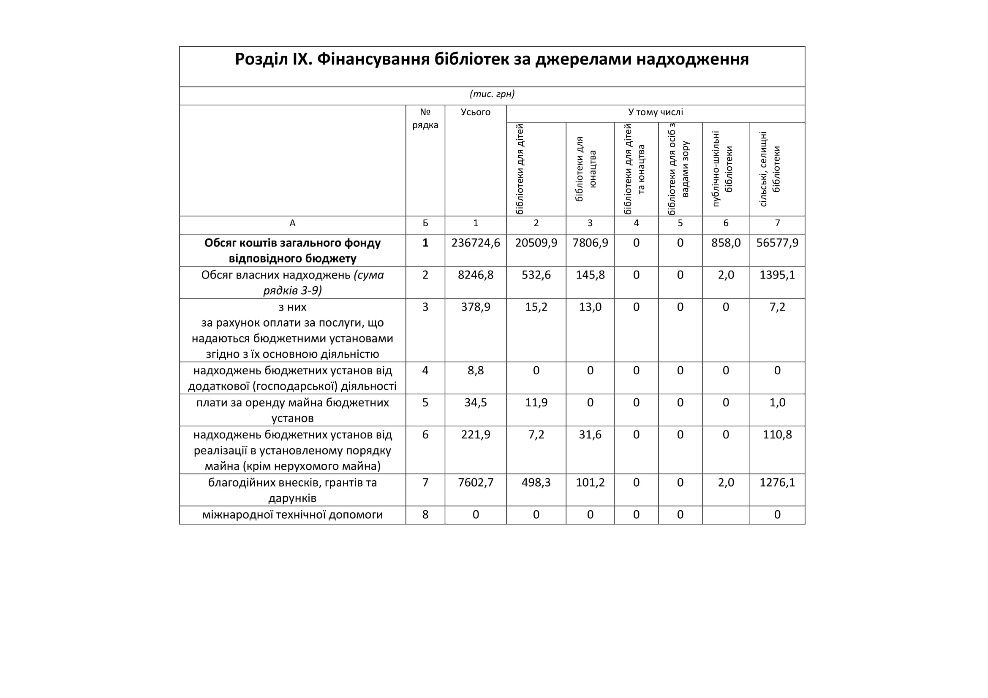 Розділ IX. Фінансування бібліотек за джерелами надходження
(тис. грн)
№ рядка Усього У тому числі
бібліотеки для дітей
бібліотеки для юнацтва
бібліотеки для дітей та юнацтва
бібліотеки для осіб з вадами зору
публічно-шкільні бібліотеки
сільські, селищні бібліотеки
А Б 1 2 3 4 5 6 7
Обсяг коштів загального фонду 1 236724,6 20509,9 7806,9 0 0 858,0 56577,9
відповідного бюджету
Обсяг власних надходжень (сума 2 8246,8 532,6 145,8 0 0 2,0 1395,1
рядків 3-9)
з них 3 378,9 15,2 13,0 0 0 0 7,2
за рахунок оплати за послуги, що
надаються бюджетними установами
згідно з їх основною діяльністю
надходжень бюджетних установ від 4 8,8 0 0 0 0 0 0
додаткової (господарської) діяльності
плати за оренду майна бюджетних 5 34,5 11,9 0 0 0 0 1,0
установ
надходжень бюджетних установ від 6 221,9 7,2 31,6 0 0 0 110,8
реалізації в установленому порядку
майна (крім нерухомого майна)
благодійних внесків, грантів та 7 7602,7 498,3 101,2 0 0 2,0 1276,1
дарунків
міжнародної технічної допомоги 8 0 0 0 0 0 0